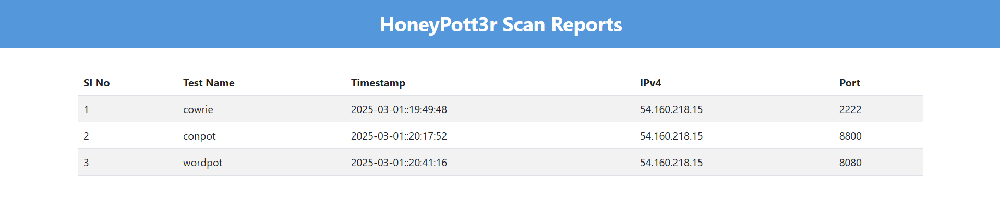 HoneyPott3r Scan Reports
Sl No Test Name Timestamp IPv4 Port
1 cowrie 2025-03-01::19:49:48 54.160.218.15 2222
2 conpot 2025-03-01::20:17:52 54.160.218.15 8800
3 wordpot 2025-03-01::20:41:16 54.160.218.15 8080